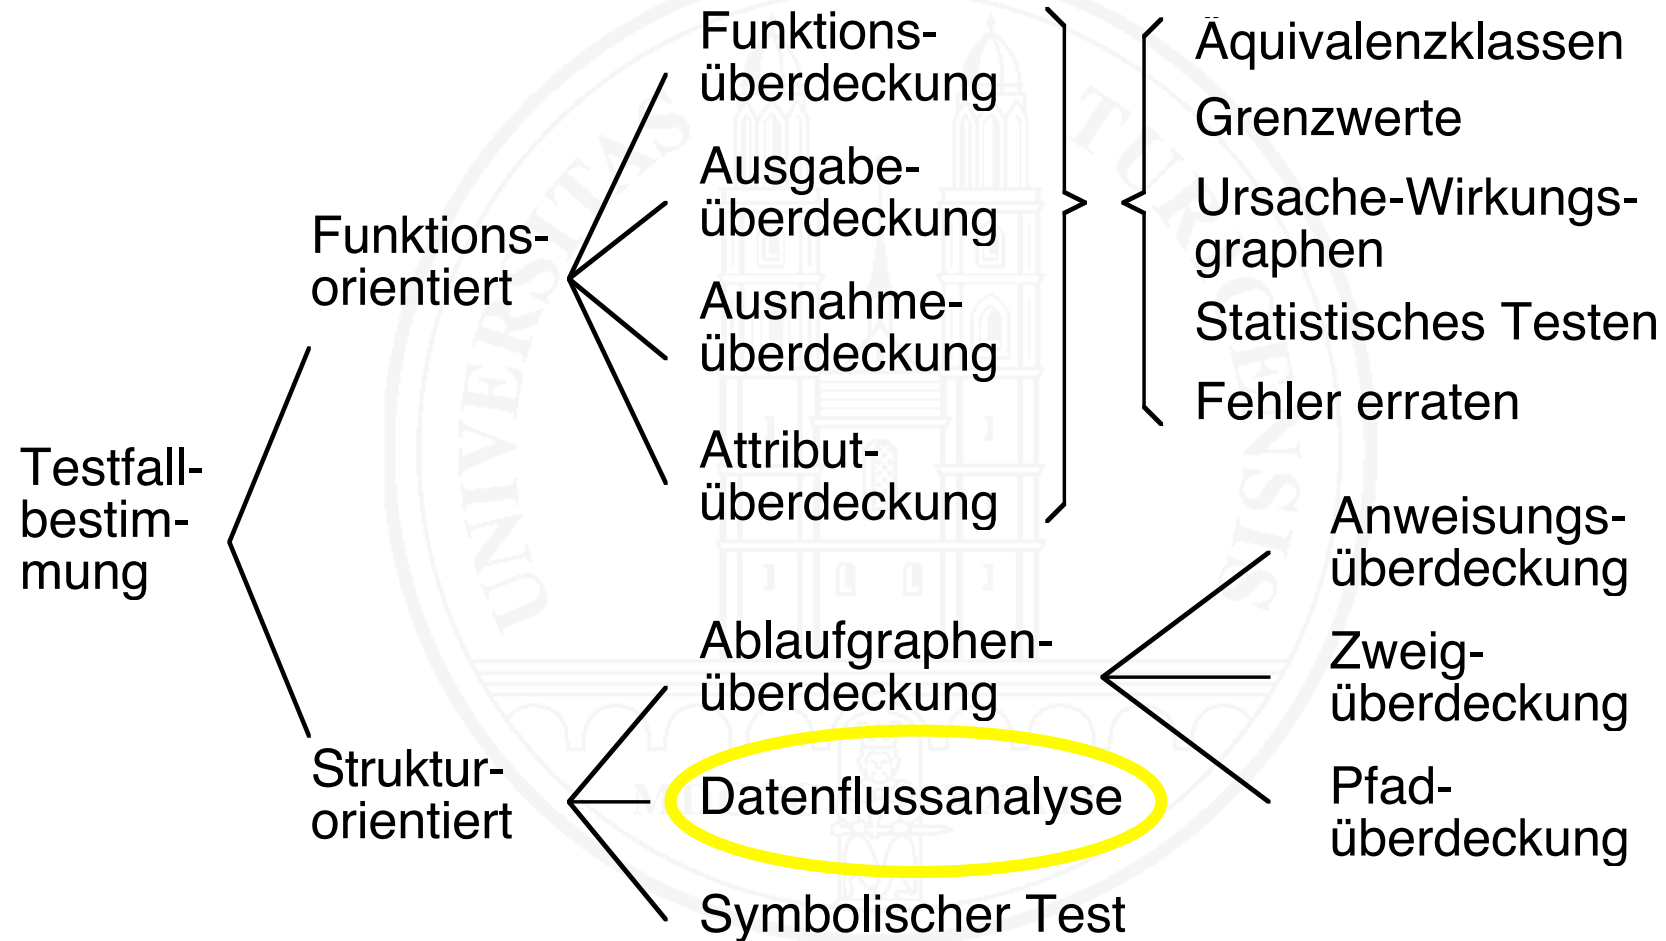 Testfall-
bestim-
mung
Funktions-
orientiert
Funktions-
überdeckung
Ausgabe-
überdeckung
Ausnahme-
überdeckung
Attribut-
überdeckung
Äquivalenzklassen
Grenzwerte
Ursache-Wirkungs-
graphen
Statistisches Testen
Fehler erraten
Struktur-
orientiert
Ablaufgraphen-
überdeckung
Datenflussanalyse
Symbolischer Test
Anweisungs-
überdeckung
Zweig-
überdeckung
Pfad-
überdeckung
UNIVERSITAS